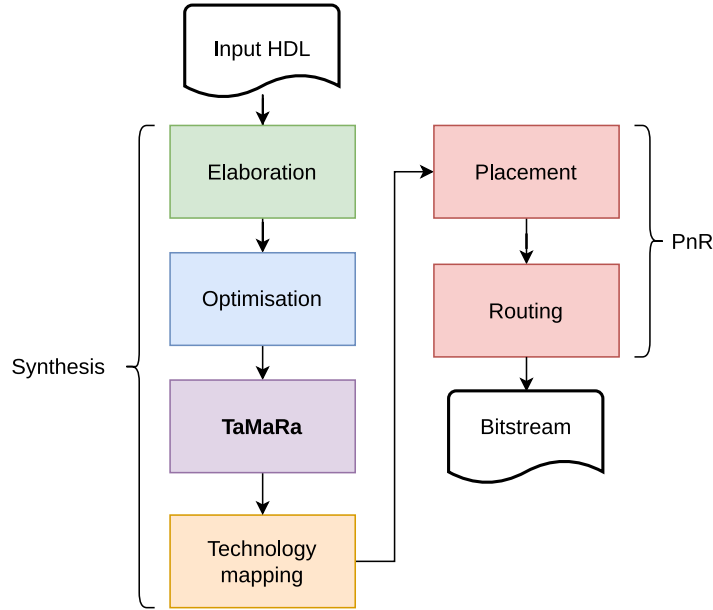 Input HDL
Elaboration
Optimisation
Synthesis
TaMaRa
Technology
mapping
Placement
PnR
Routing
Bitstream